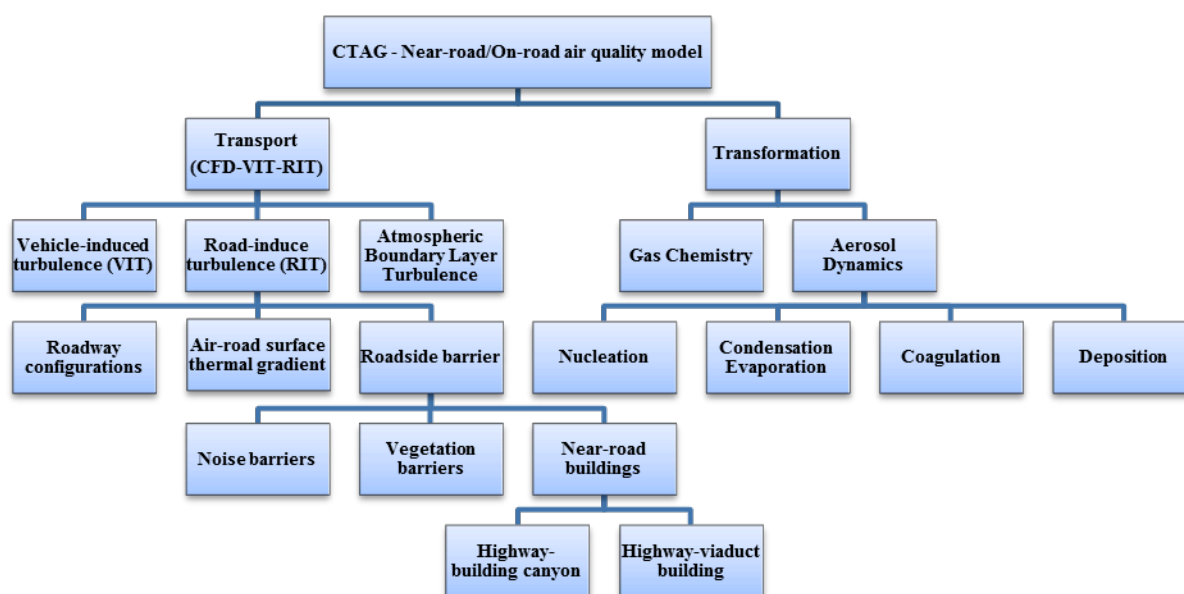 CTAG - Near-road/On-road air quality model
Transport
(CFD-VIT-RIT)
Transformation
Vehicle-induced
turbulence (VIT)
Road-induce
turbulence (RIT)
Atmospheric
Boundary Layer
Turbulence
Gas Chemistry
Aerosol
Dynamics
Roadway
configurations
Air-road surface
thermal gradient
Roadside barrier
Nucleation
Condensation
Evaporation
Coagulation
Deposition
Noise barriers
Vegetation
barriers
Near-road
buildings
Highway-
building canyon
Highway-viaduct
building